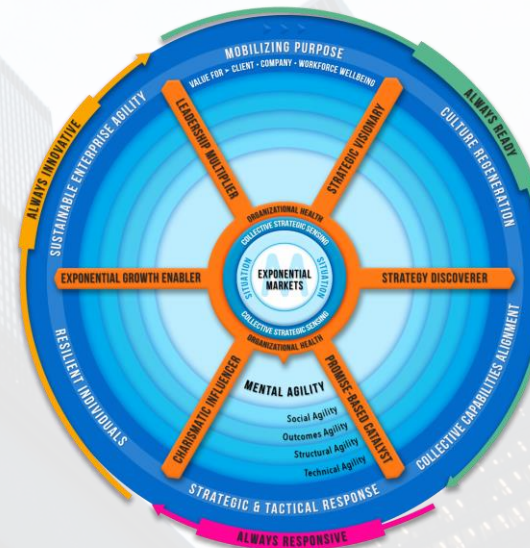 MOBILIZING PURPOSE
VALUE FOR > CLIENT - COMPANY - WORKFORCE WELLBEING
ALWAYS READY
ALWAYS INNOVATIVE
SUSTAINABLE ENTERPRISE AGILITY
CULTURE REGENERATION
LEADERSHIP MULTIPLIER
STRATEGIC VISIONARY
ORGANIZATIONAL HEALTH
COLLECTIVE STRATEGIC SENSING
EXPONENTIAL GROWTH ENABLER
SITUATION
EXPONENTIAL
MARKETS
SITUATION
STRATEGY DISCOVERER
COLLECTIVE STRATEGIC SENSING
ORGANIZATIONAL HEALTH
RESILIENT INDIVIDUALS
CHARISMATIC INFLUENCER
PROMISE-BASED CATALYST
COLLECTIVE CAPABILITIES ALIGNMENT
MENTAL AGILITY
Social Agility
Outcomes Agility
Structural Agility
Technical Agility
STRATEGIC & TACTICAL RESPONSE
ALWAYS RESPONSIVE